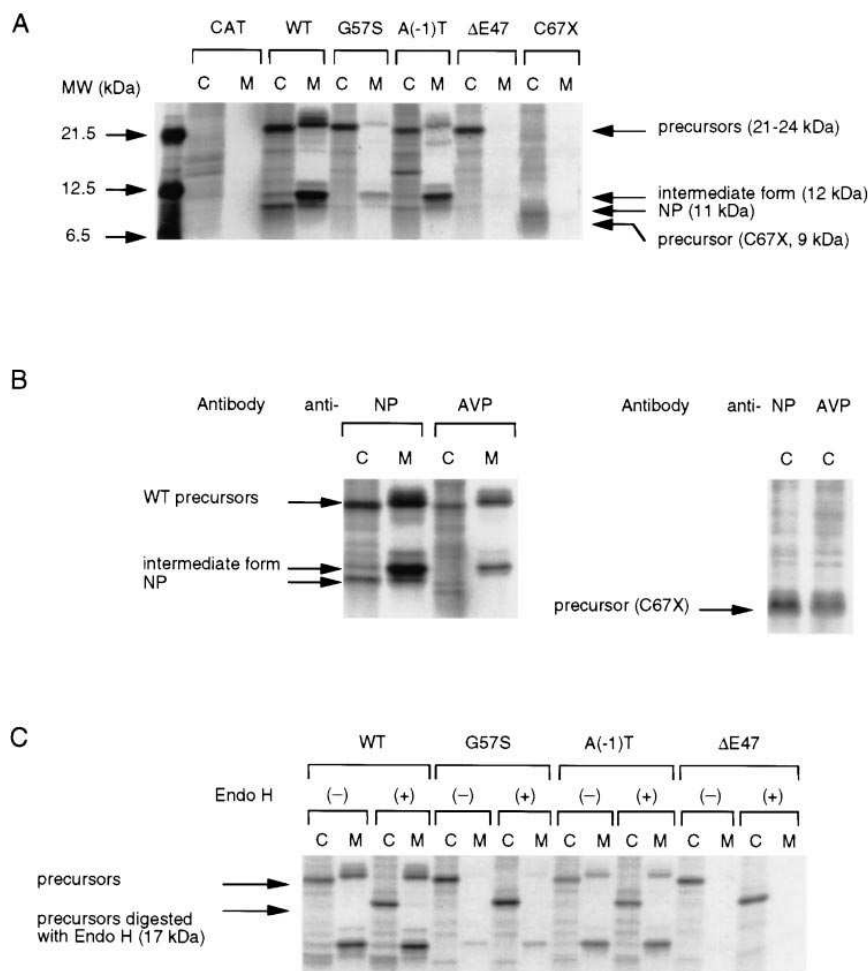 A
CAT WT G57S A(-1)T ΔE47 C67X
MW (kDa) C M C M C M C M C M C M
21.5 precursors (21-24 kDa)
12.5 intermediate form (12 kDa)
NP (11 kDa)
6.5 precursor (C67X, 9 kDa)
B
Antibody anti- NP AVP Antibody anti- NP AVP
C M C M C C
WT precursors
intermediate form
NP
precursor (C67X)
C
WT G57S A(-1)T ΔE47
Endo H (−) (+) (−) (+) (−) (+) (−) (+)
C M C M C M C M C M C M C M C M
precursors
precursors digested
with Endo H (17 kDa)